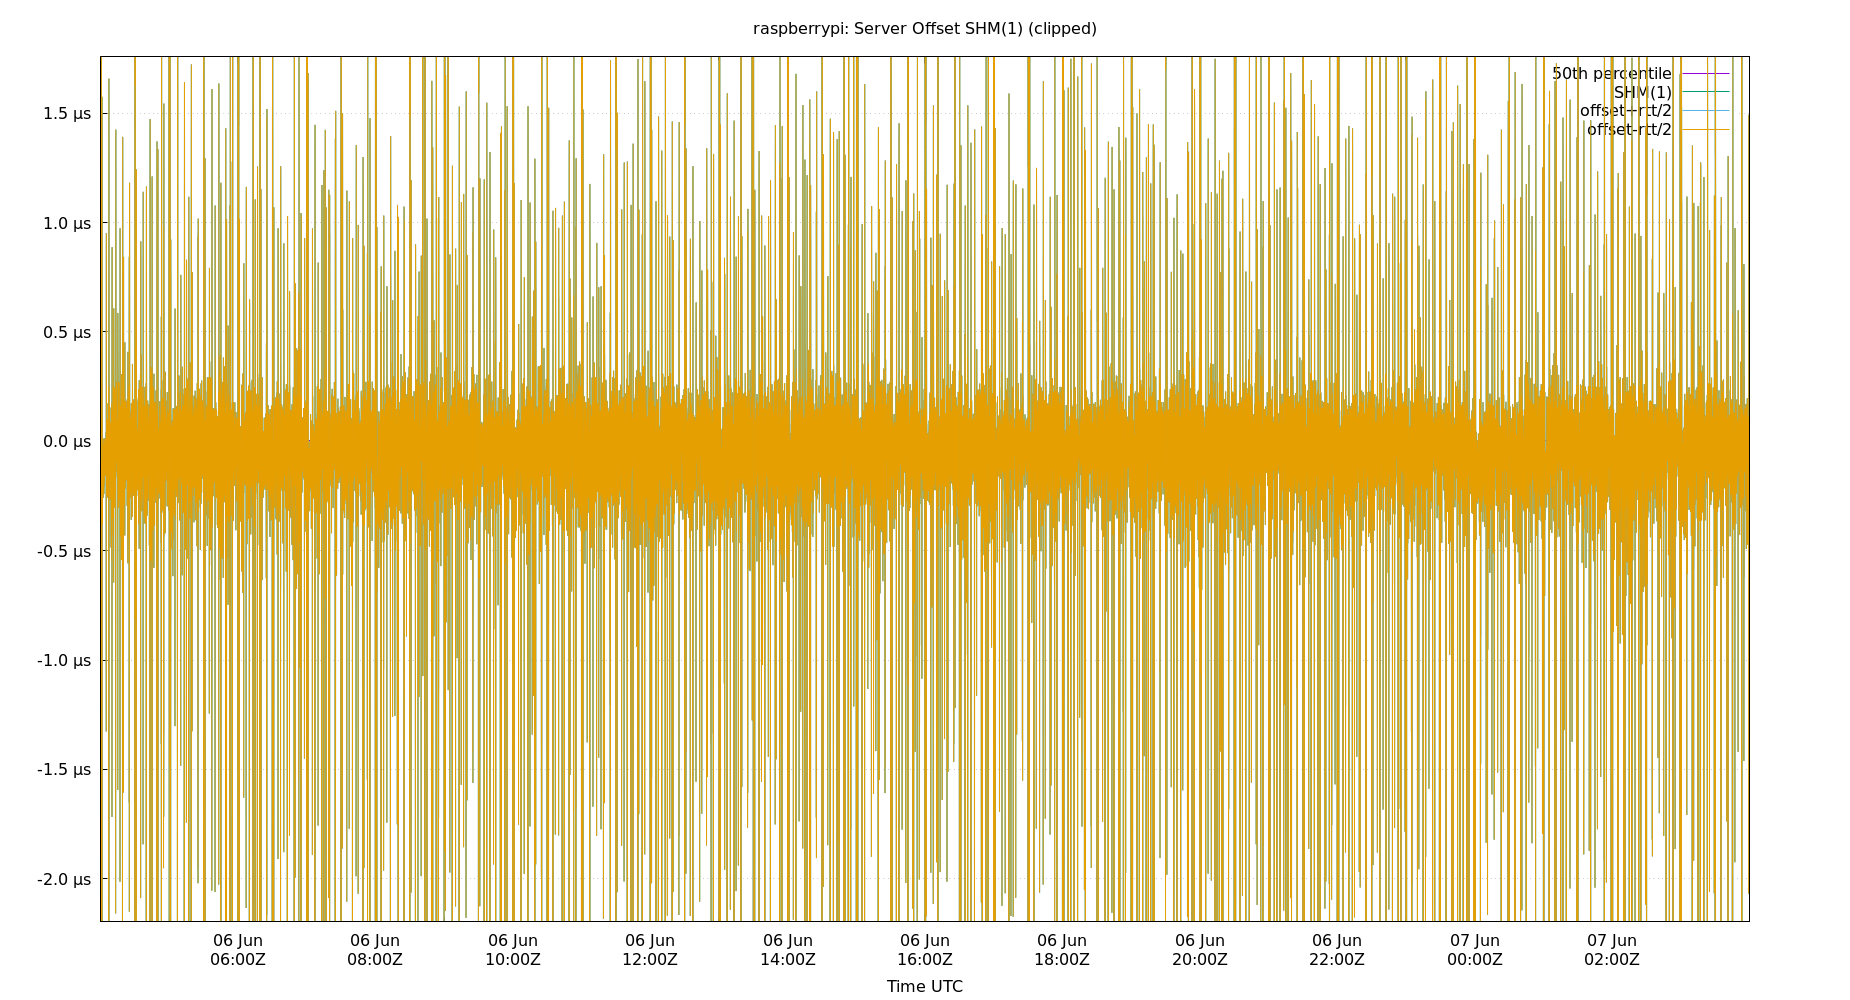 raspberrypi: Server Offset SHM(1) (clipped)
50th percentile
SHM(1)
offset+rtt/2
offset-rtt/2
1.5 µs
1.0 µs
0.5 µs
0.0 µs
-0.5 µs
-1.0 µs
-1.5 µs
-2.0 µs
06 Jun 06 Jun 06 Jun 06 Jun 06 Jun 06 Jun 06 Jun 06 Jun 06 Jun 07 Jun 07 Jun
06:00Z 08:00Z 10:00Z 12:00Z 14:00Z 16:00Z 18:00Z 20:00Z 22:00Z 00:00Z 02:00Z
Time UTC